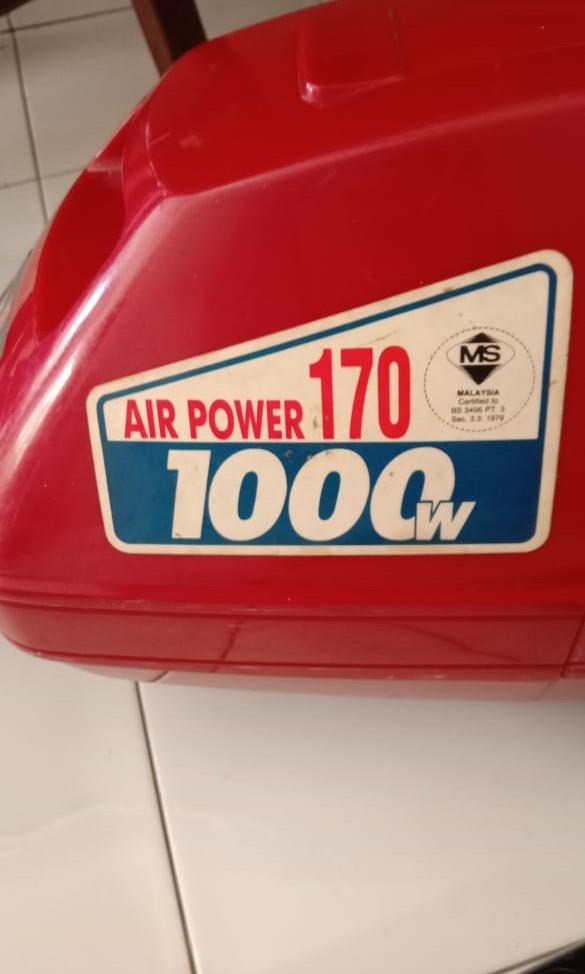 AIR POWER 170
1000W
MS
MALAYSIA
Certified to
BS 3456 PT. 3
Sec. 3.3: 1979